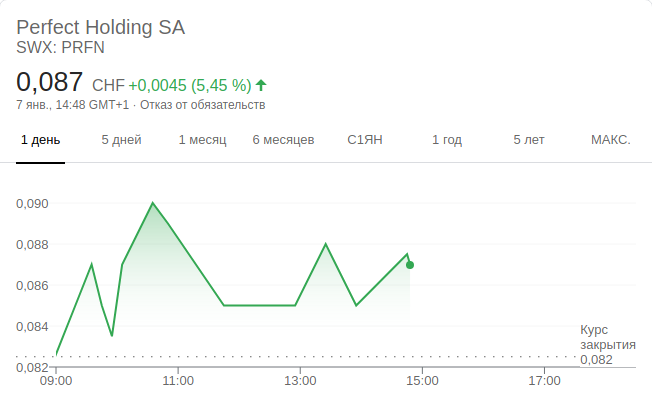 Perfect Holding SA
SWX: PRFN
0,087 CHF +0,0045 (5,45 %)
7 янв., 14:48 GMT+1 · Отказ от обязательств
1 день 5 дней 1 месяц 6 месяцев С1ЯН 1 год 5 лет МАКС.
0,090
0,088
0,086
0,084
0,082
Курс
закрытия
0,082
09:00 11:00 13:00 15:00 17:00